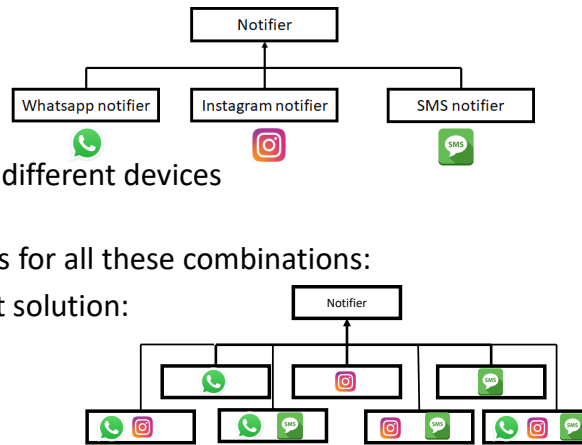 Notifier
Whatsapp notifier Instagram notifier SMS notifier
SMS
different devices
s for all these combinations:
t solution:
Notifier
SMS
SMS SMS SMS